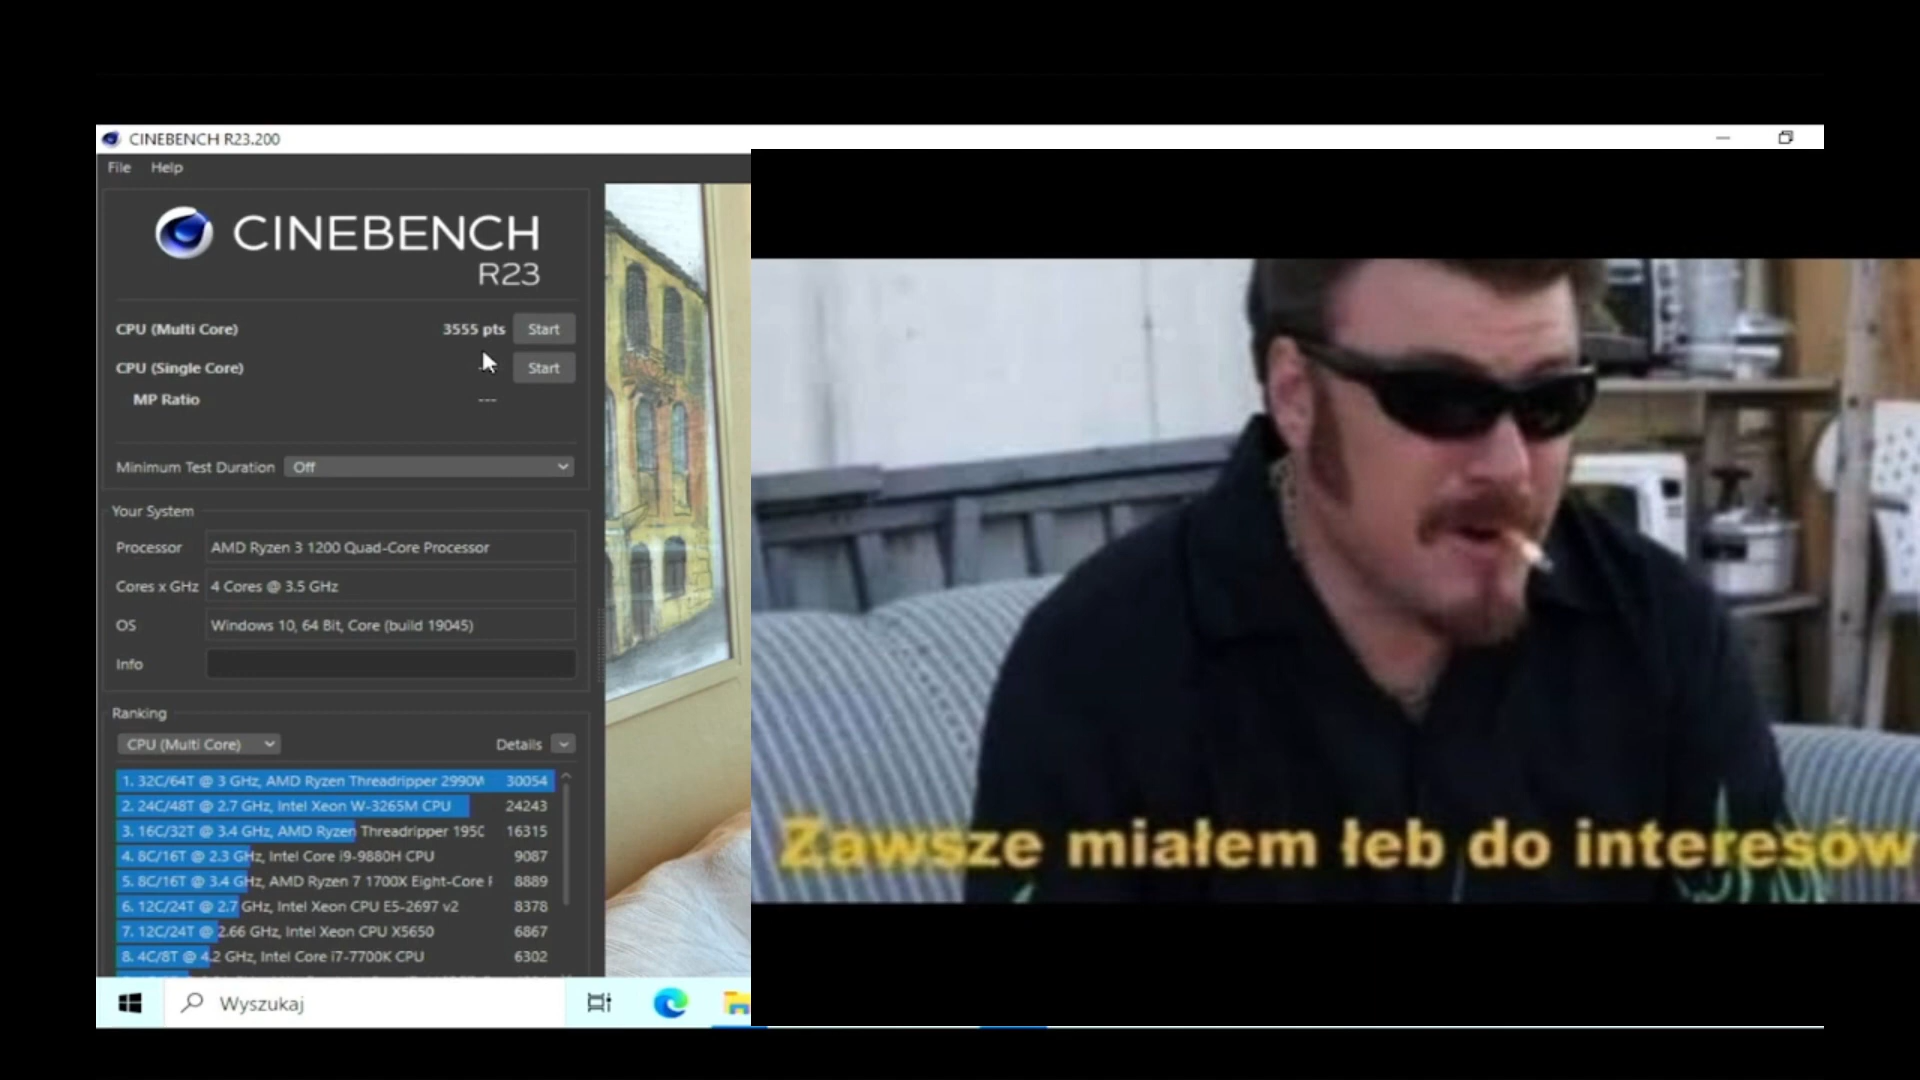 CINEBENCH R23.200
File Help
CINEBENCH
R23
CPU (Multi Core) 3555 pts Start
CPU (Single Core) Start
MP Ratio ---
Minimum Test Duration Off
Your System
Processor AMD Ryzen 3 1200 Quad-Core Processor
Cores x GHz 4 Cores @ 3.5 GHz
OS Windows 10, 64 Bit, Core (build 19045)
Info
Ranking
CPU (Multi Core) Details
1. 32C/64T @ 3 GHz, AMD Ryzen Threadripper 2990W 30054
2. 24C/48T @ 2.7 GHz, Intel Xeon W-3265M CPU 24243
3. 16C/32T @ 3.4 GHz, AMD Ryzen Threadripper 195 16315
4. 8C/16T @ 2.3 GHz, Intel Core i9-9880H CPU 9087
5. 8C/16T @ 3.4 GHz, AMD Ryzen 7 1700X Eight-Core 8889
6. 12C/24T @ 2.7 GHz, Intel Xeon CPU E5-2697 v2 8378
7. 12C/24T @ 2.66 GHz, Intel Xeon CPU X5650 6867
8. 4C/8T @ 4.2 GHz, Intel Core i7-7700K CPU 6302
Wyszukaj
Zawsze miałem łeb do interesów